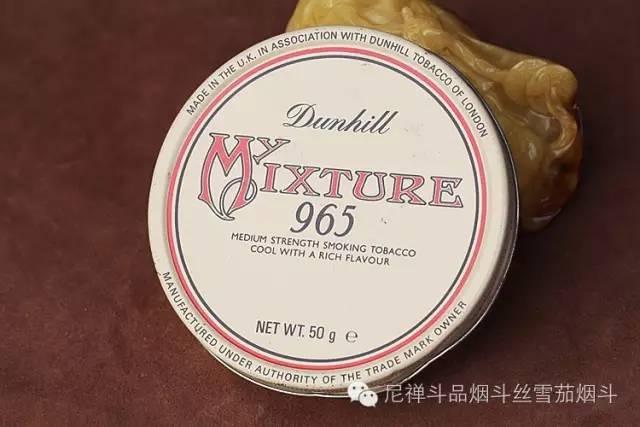 MADE IN THE U.K. IN ASSOCIATION WITH DUNHILL TOBACCO OF LONDON
Dunhill
MY MIXTURE
965
MEDIUM STRENGTH SMOKING TOBACCO
COOL WITH A RICH FLAVOUR
NET WT. 50 g ℮
MANUFACTURED UNDER AUTHORITY OF THE TRADE MARK OWNER
尼禅斗品烟斗丝雪茄烟斗